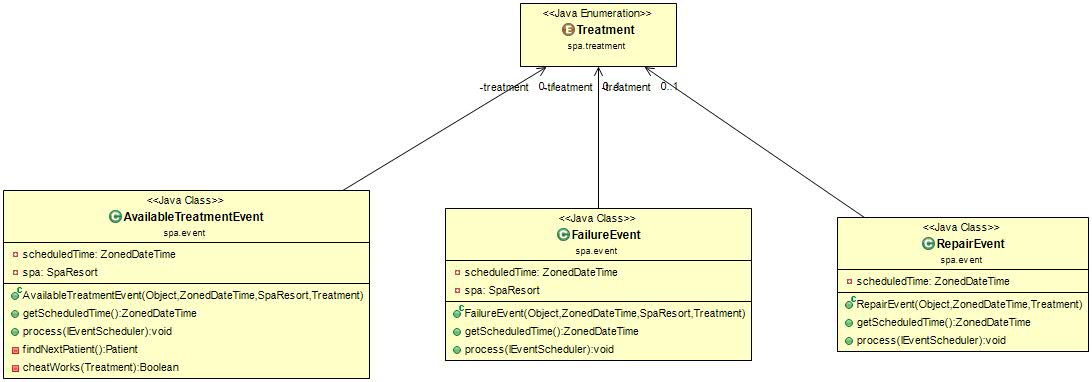 <<Java Enumeration>>
E Treatment
spa.treatment
-treatment 0..1
-treatment 0..1
-treatment 0..1
<<Java Class>>
C AvailableTreatmentEvent
spa.event
scheduledTime: ZonedDateTime
spa: SpaResort
C AvailableTreatmentEvent(Object,ZonedDateTime,SpaResort,Treatment)
getScheduledTime():ZonedDateTime
process(IEventScheduler):void
findNextPatient():Patient
cheatWorks(Treatment):Boolean
<<Java Class>>
C FailureEvent
spa.event
scheduledTime: ZonedDateTime
spa: SpaResort
C FailureEvent(Object,ZonedDateTime,SpaResort,Treatment)
getScheduledTime():ZonedDateTime
process(IEventScheduler):void
<<Java Class>>
C RepairEvent
spa.event
scheduledTime: ZonedDateTime
C RepairEvent(Object,ZonedDateTime,Treatment)
getScheduledTime():ZonedDateTime
process(IEventScheduler):void